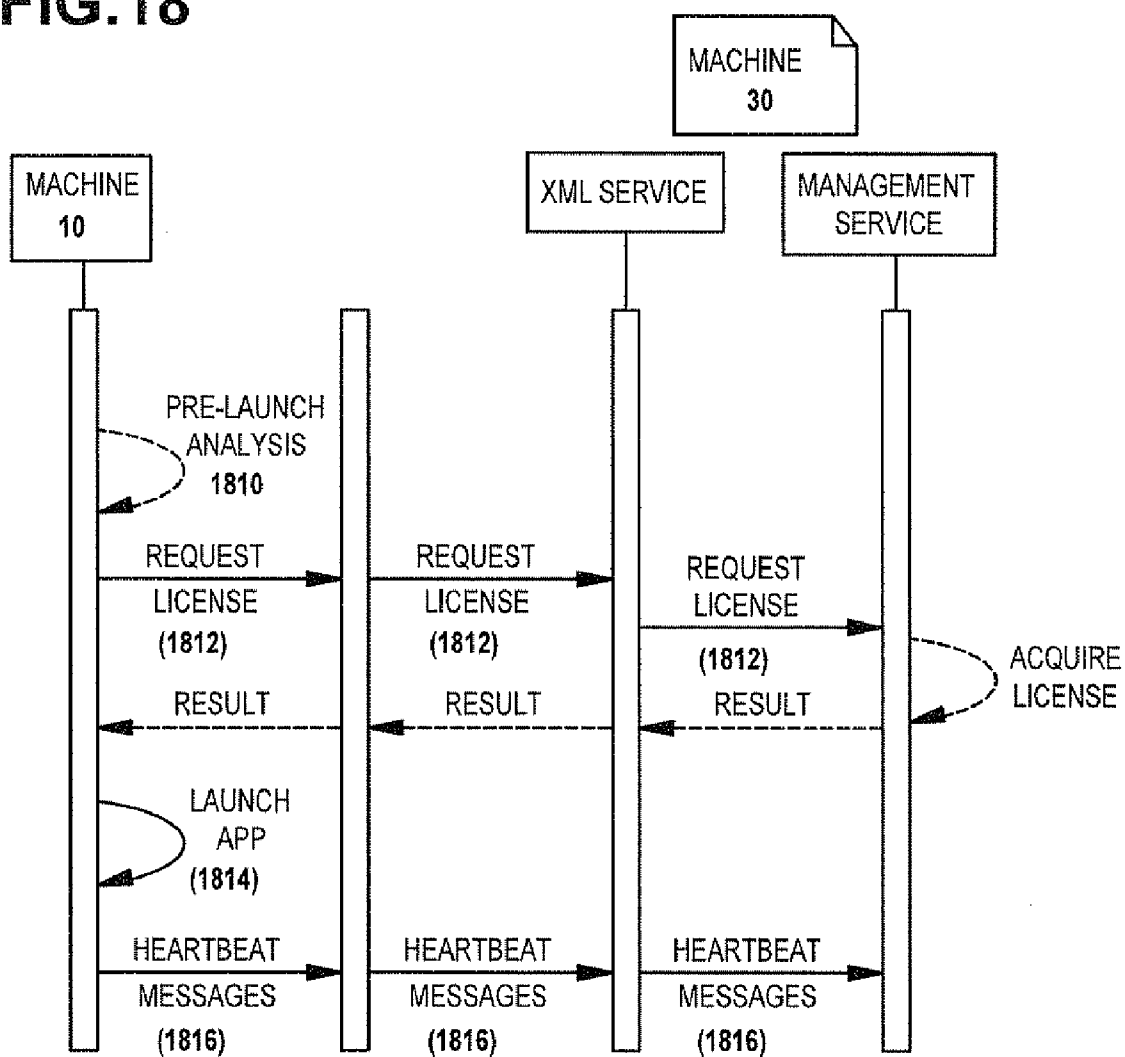 FIG.18
MACHINE
30
MACHINE
10
XML SERVICE
MANAGEMENT
SERVICE
PRE-LAUNCH
ANALYSIS
1810
REQUEST
LICENSE
(1812)
REQUEST
LICENSE
(1812)
REQUEST
LICENSE
(1812)
ACQUIRE
LICENSE
RESULT
RESULT
RESULT
LAUNCH
APP
(1814)
HEARTBEAT
MESSAGES
(1816)
HEARTBEAT
MESSAGES
(1816)
HEARTBEAT
MESSAGES
(1816)